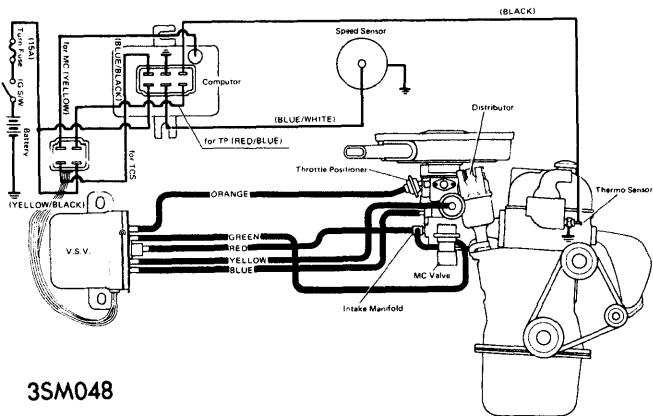 (BLACK)
Turn Fuse
(15A)
IG S/W
Battery
for MC (YELLOW)
(BLUE/BLACK)
Computor
Speed Sensor
(BLUE/WHITE)
for TP (RED/BLUE)
for TCS
Distributor
Throttle Positioner
Thermo Sensor
(YELLOW/BLACK)
ORANGE
V.S.V.
GREEN
RED
YELLOW
BLUE
MC Valve
Intake Manifold
3SM048